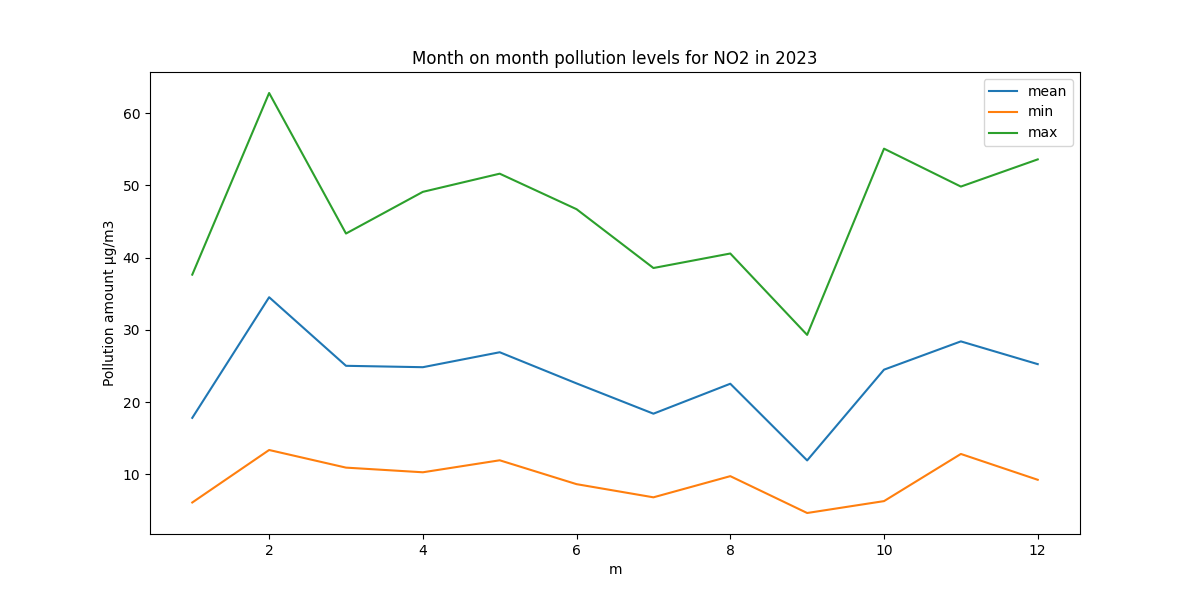 Month on month pollution levels for NO2 in 2023
mean
min
max
60
50
40
30
20
10
Pollution amount µg/m3
2 4 6 8 10 12
m